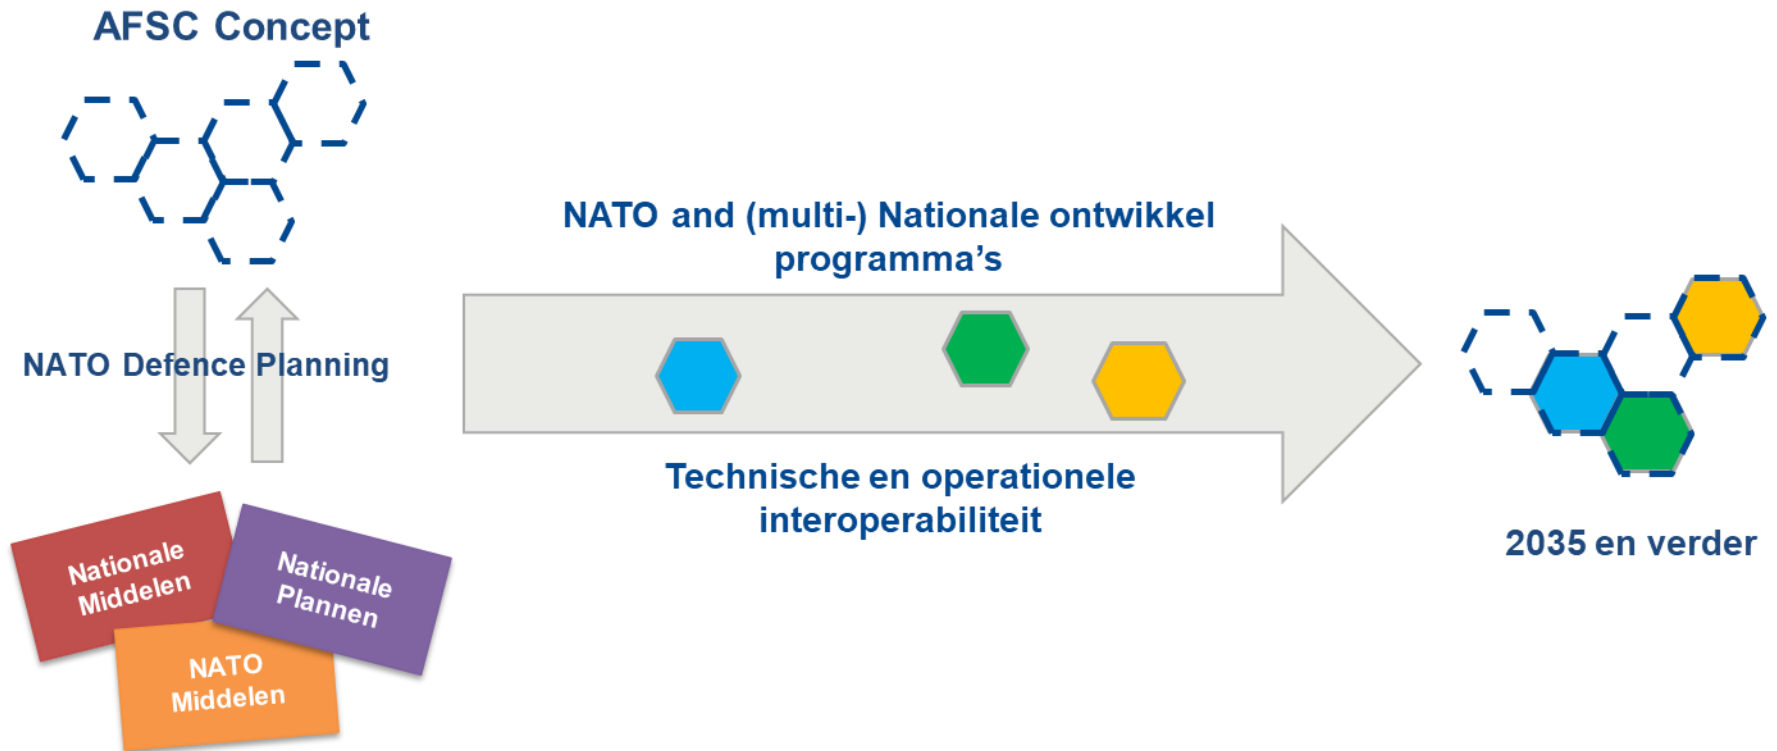 AFSC Concept
NATO Defence Planning
Nationale
Middelen
Nationale
Plannen
NATO
Middelen
NATO and (multi-) Nationale ontwikkel
programma’s
Technische en operationele
interoperabiliteit
2035 en verder